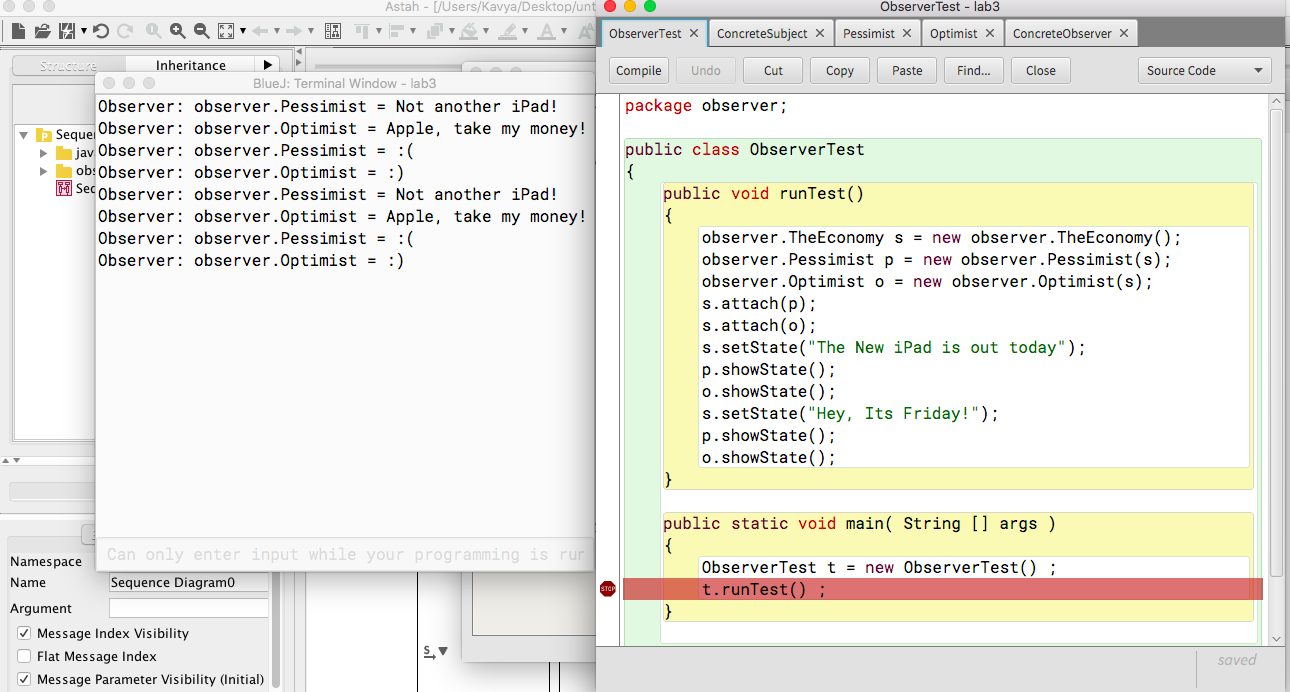 Astah - [/Users/Kavya/Desktop/unt
ObserverTest - lab3
Structure
Inheritance
BlueJ: Terminal Window - lab3
Observer: observer.Pessimist = Not another iPad!
Observer: observer.Optimist = Apple, take my money!
Observer: observer.Pessimist = :(
Observer: observer.Optimist = :)
Observer: observer.Pessimist = Not another iPad!
Observer: observer.Optimist = Apple, take my money!
Observer: observer.Pessimist = :(
Observer: observer.Optimist = :)
Can only enter input while your programming is rur
Sequen
jav
obs
Sec
Namespace
Name
Sequence Diagram0
Argument
Message Index Visibility
Flat Message Index
Message Parameter Visibility (Initial)
S
ObserverTest
ConcreteSubject
Pessimist
Optimist
ConcreteObserver
Compile
Undo
Cut
Copy
Paste
Find...
Close
Source Code
package observer;
public class ObserverTest
{
public void runTest()
{
observer.TheEconomy s = new observer.TheEconomy();
observer.Pessimist p = new observer.Pessimist(s);
observer.Optimist o = new observer.Optimist(s);
s.attach(p);
s.attach(o);
s.setState("The New iPad is out today");
p.showState();
o.showState();
s.setState("Hey, Its Friday!");
p.showState();
o.showState();
}
public static void main( String [] args )
{
ObserverTest t = new ObserverTest() ;
STOP
t.runTest() ;
}
saved